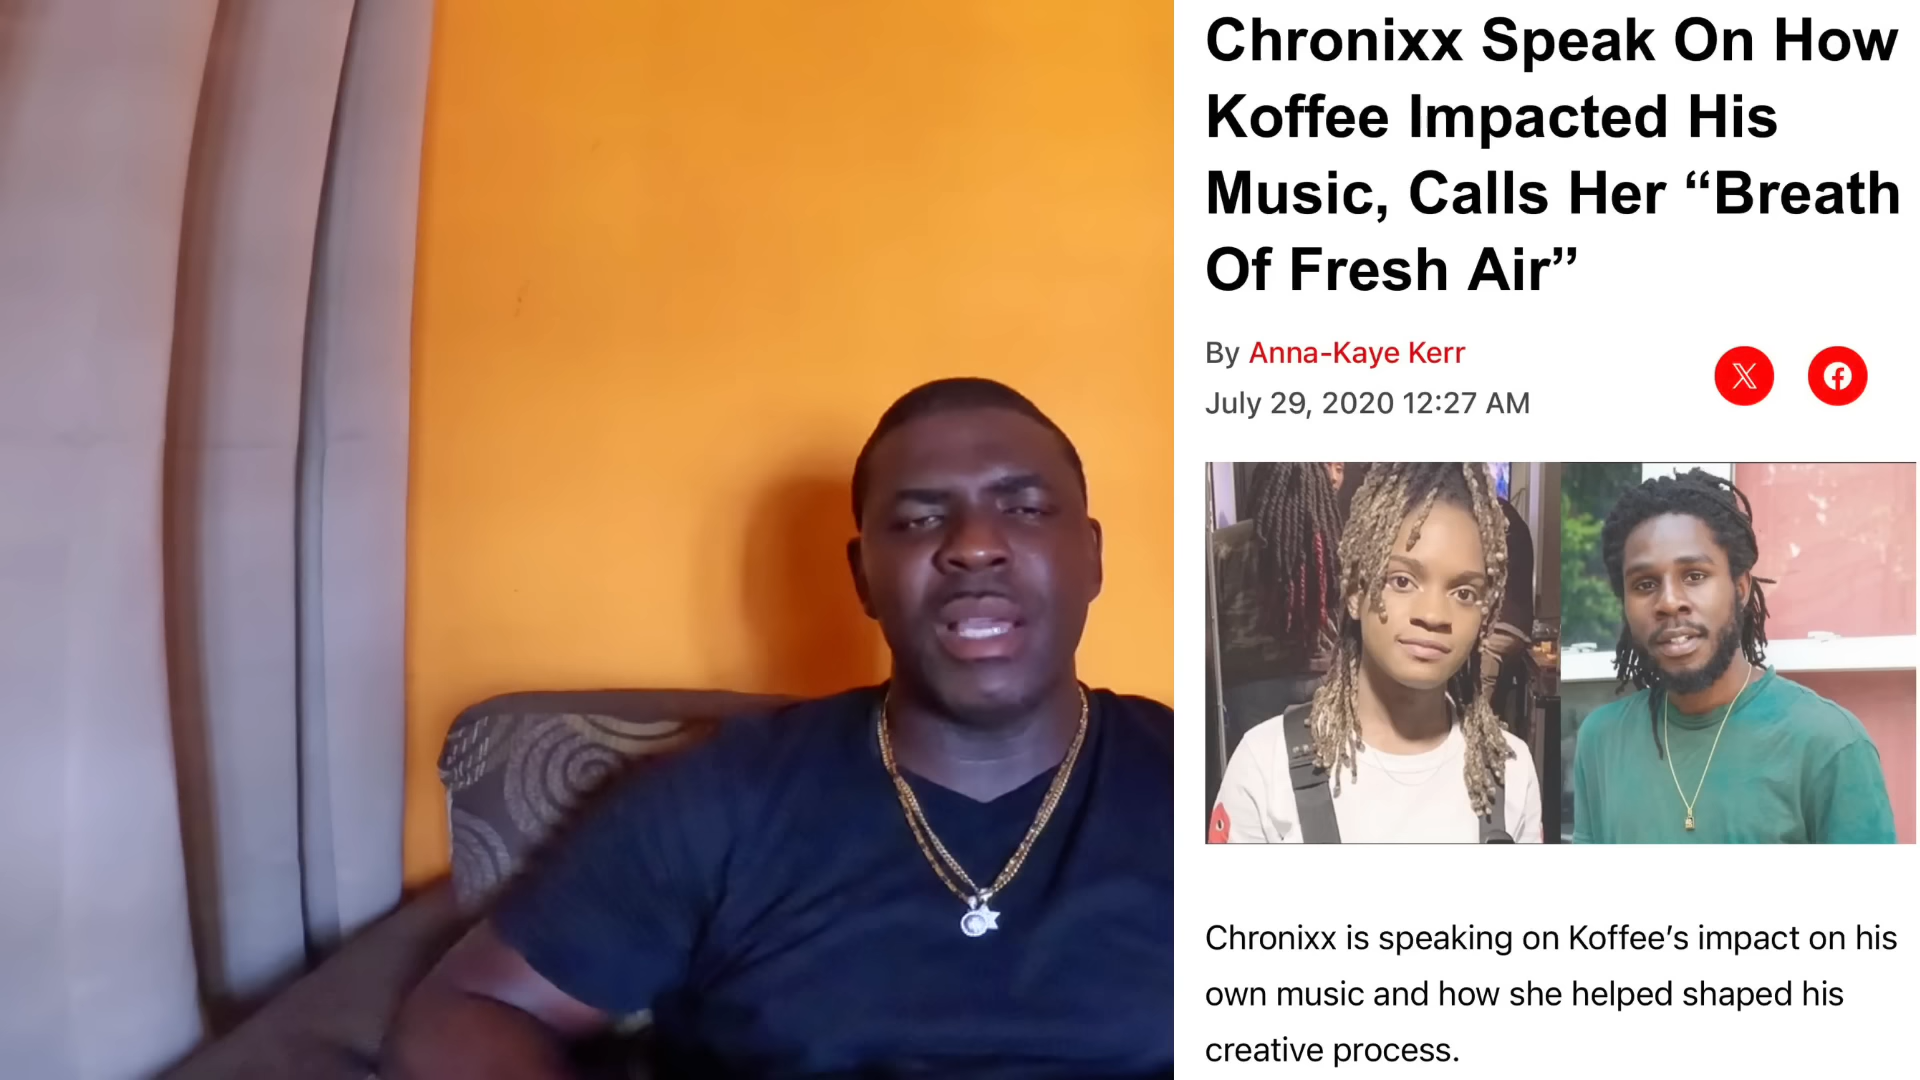 Chronixx Speak On How
Koffee Impacted His
Music, Calls Her “Breath
Of Fresh Air”
By Anna-Kaye Kerr
July 29, 2020 12:27 AM
Chronixx is speaking on Koffee’s impact on his
own music and how she helped shaped his
creative process.